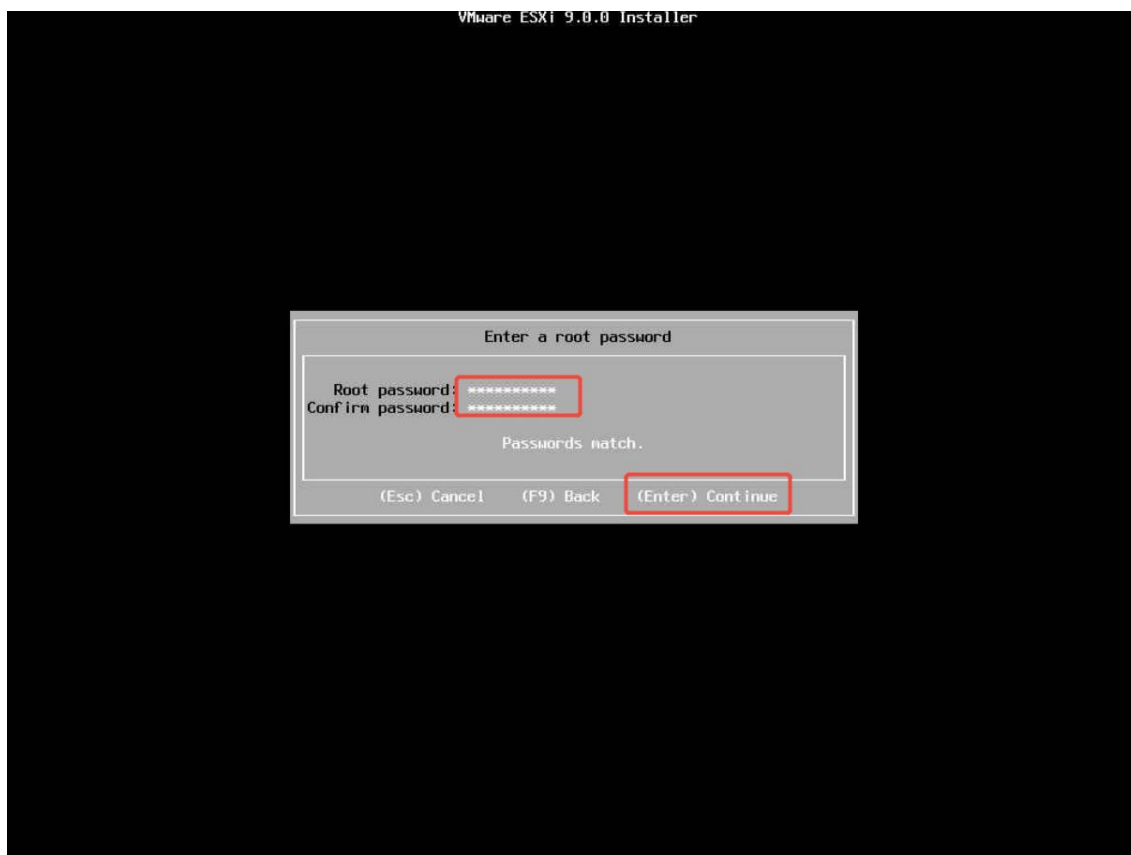 VMware ESXi 9.0.0 Installer
Enter a root password
Root password: **********
Confirm password: **********
Passwords match.
(Esc) Cancel (F9) Back (Enter) Continue